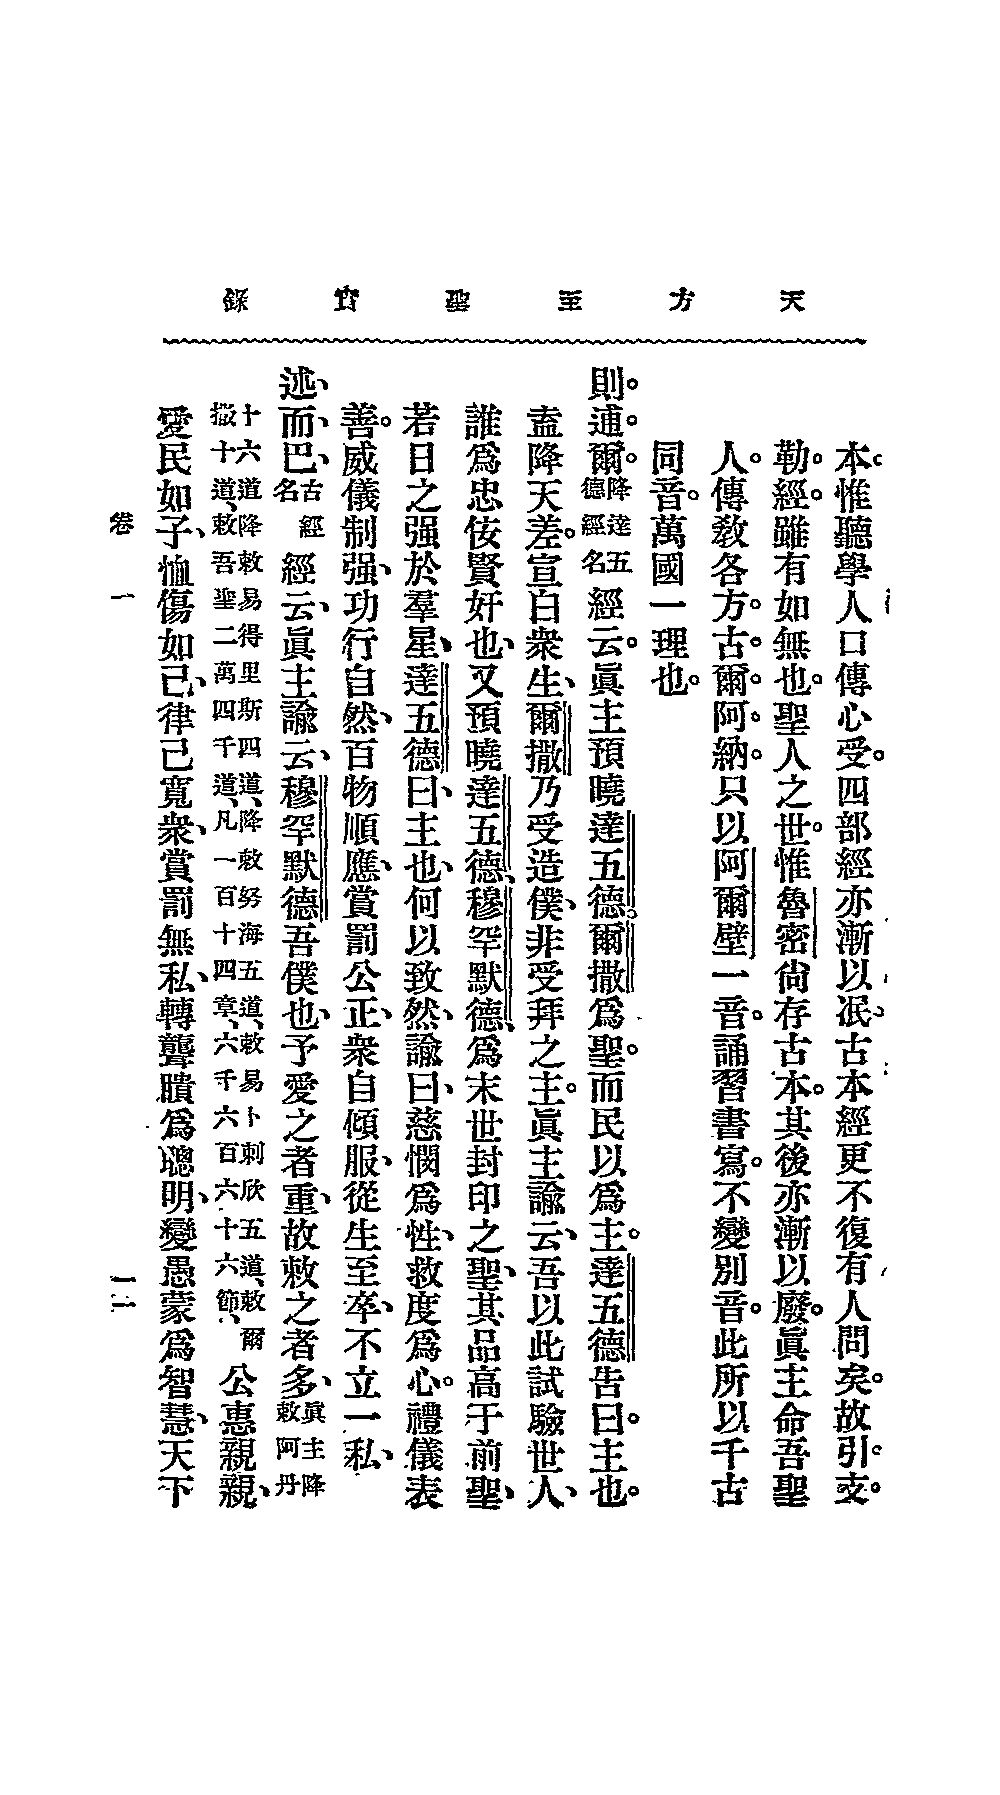 天方至聖實錄
本。惟聽學人口傳心受。四部經亦漸以泯。古本經更不復有人問矣。故引。支。
勒。經。雖有如無也。聖人之世。惟魯密尙存古本。其後亦漸以廢。眞主命吾聖
人。傳敎各方。古。爾。阿。納。只以阿爾壁一音。誦習書寫。不變別音。此所以千古
同音。萬國一理也。
則。逋。爾。降達五德經名經云。眞主預曉達五德。爾撒爲聖。而民以爲主。達五德告曰。主也。
盍降天差。宣白衆生、爾撒乃受造僕、非受拜之主。眞主諭云、吾以此試驗世人、
誰爲忠佞賢奸也、又預曉達五德、穆罕默德、爲末世封印之聖、其品高于前聖、
若日之强於羣星、達五德曰、主也、何以致然、諭曰、慈憫爲性、救度爲心。禮儀表
善。威儀制强、功行自然、百物順應、賞罰公正、衆自傾服、從生至卒、不立一私、
述、而、巴、古經名經云、眞主諭云、穆罕默德吾僕也、予愛之者重、故敕之者多、眞主降敕阿丹
十六道降敕易得里斯四道、降敕努海五道、敕易卜刺欣五道、敕爾撒十道、敕吾聖二萬四千道、凡一百十四章、六千六百六十六節、公惠親親、
愛民如子、恤傷如己、律己寬衆、賞罰無私、轉聾聵爲聰明、變愚蒙爲智慧、天下
卷一 一二